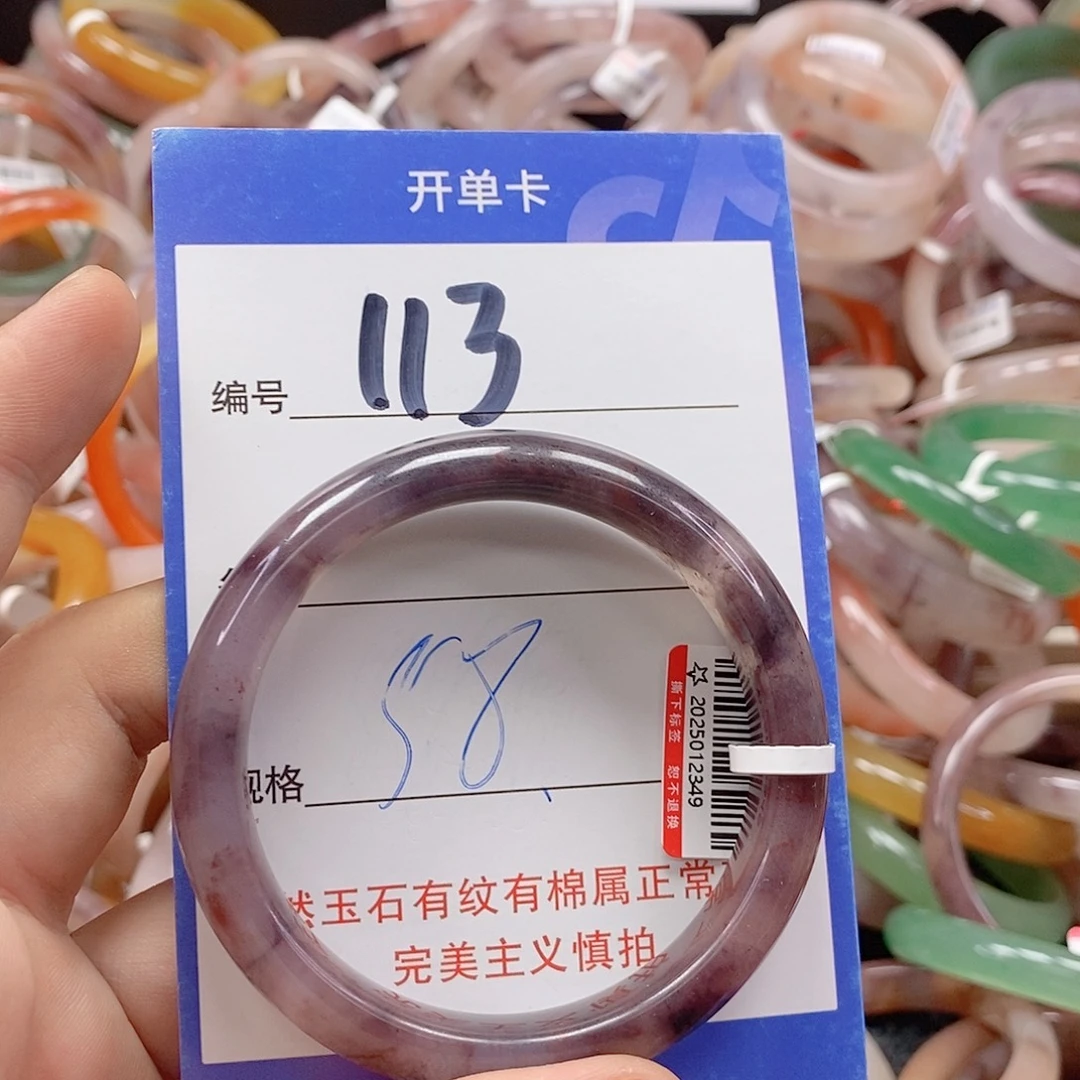 开单卡
编号 113
规格 58
然玉石有纹有棉属正常
完美主义慎拍
☆ 2025012349
撕下标签 恕不退换